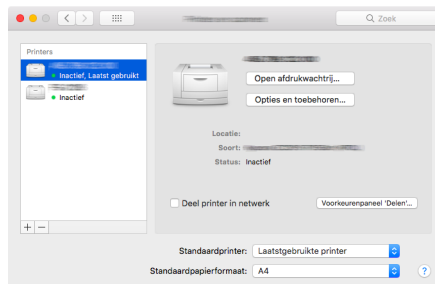 Zoek
Printers
Inactief, Laatst gebruikt
Inactief
Open afdrukwachtrij...
Opties en toebehoren...
Locatie:
Soort:
Status: Inactief
Deel printer in netwerk
Voorkeurenpaneel 'Delen'...
+ −
Standaardprinter: Laatstgebruikte printer
Standaardpapierformaat: A4
?